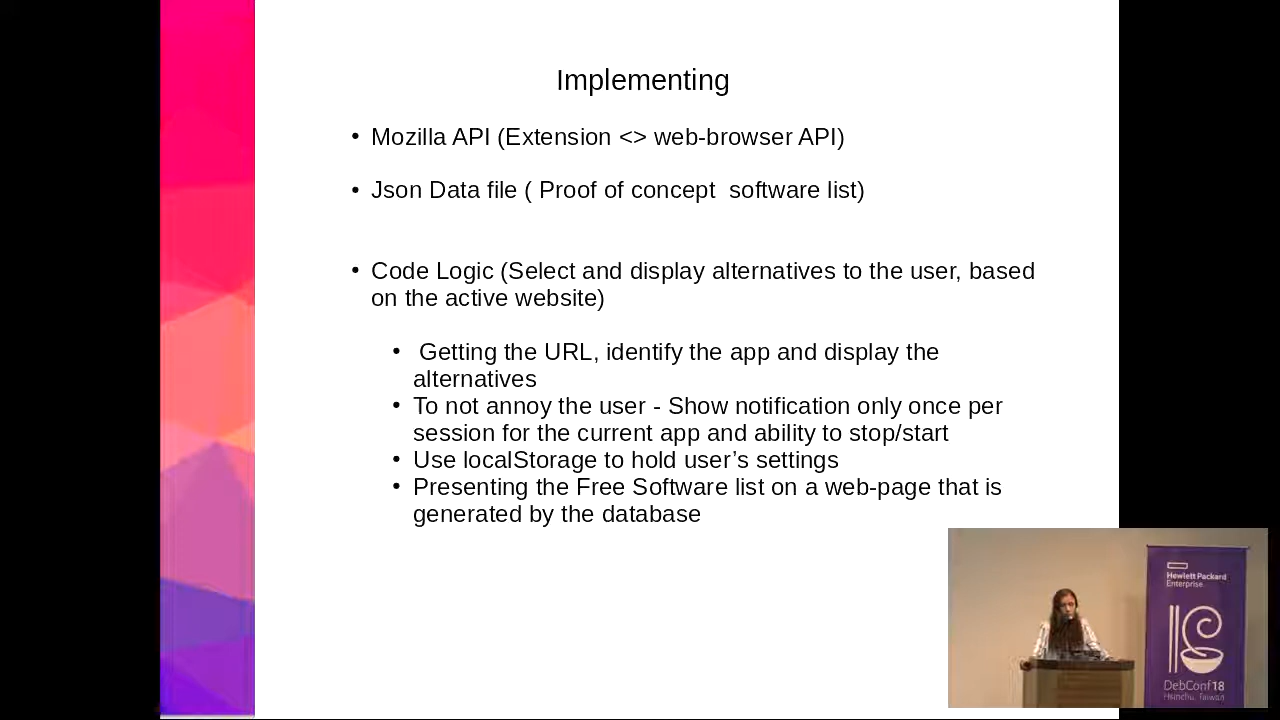 Implementing
• Mozilla API (Extension <> web-browser API)
• Json Data file ( Proof of concept  software list)
• Code Logic (Select and display alternatives to the user, based
on the active website)
• Getting the URL, identify the app and display the
alternatives
• To not annoy the user - Show notification only once per
session for the current app and ability to stop/start
• Use localStorage to hold user’s settings
• Presenting the Free Software list on a web-page that is
generated by the database
Hewlett Packard
Enterprise
DebConf18
Hsinchu, Taiwan